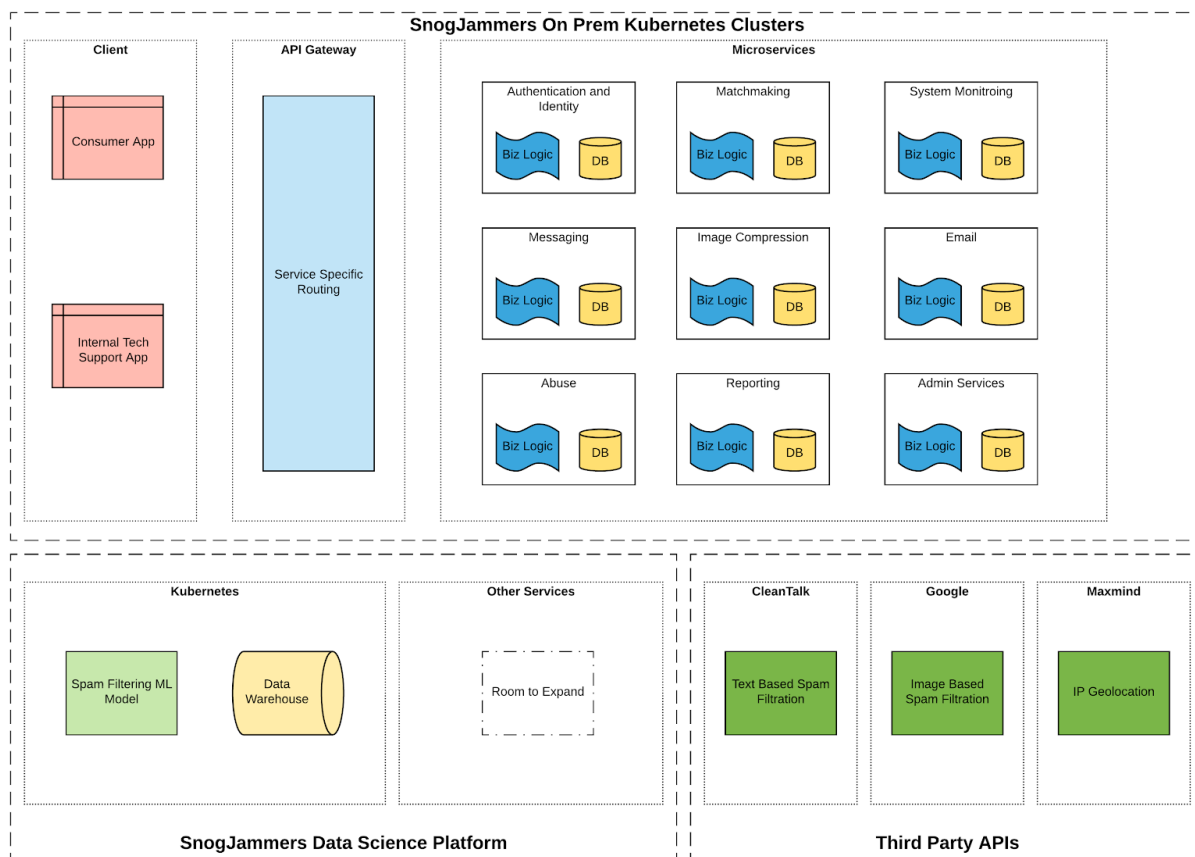 SnogJammers On Prem Kubernetes Clusters
Client
API Gateway
Microservices
Consumer App
Internal Tech
Support App
Service Specific
Routing
Authentication and
Identity
Biz Logic
DB
Matchmaking
Biz Logic
DB
System Monitroing
Biz Logic
DB
Messaging
Biz Logic
DB
Image Compression
Biz Logic
DB
Email
Biz Logic
DB
Abuse
Biz Logic
DB
Reporting
Biz Logic
DB
Admin Services
Biz Logic
DB
Kubernetes
Spam Filtering ML
Model
Data
Warehouse
Other Services
Room to Expand
SnogJammers Data Science Platform
CleanTalk
Text Based Spam
Filtration
Google
Image Based
Spam Filtration
Maxmind
IP Geolocation
Third Party APIs